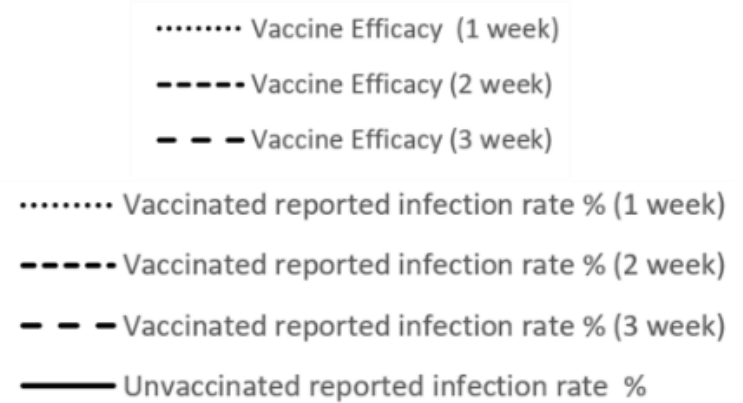 Vaccine Efficacy (1 week)
Vaccine Efficacy (2 week)
Vaccine Efficacy (3 week)
Vaccinated reported infection rate % (1 week)
Vaccinated reported infection rate % (2 week)
Vaccinated reported infection rate % (3 week)
Unvaccinated reported infection rate %